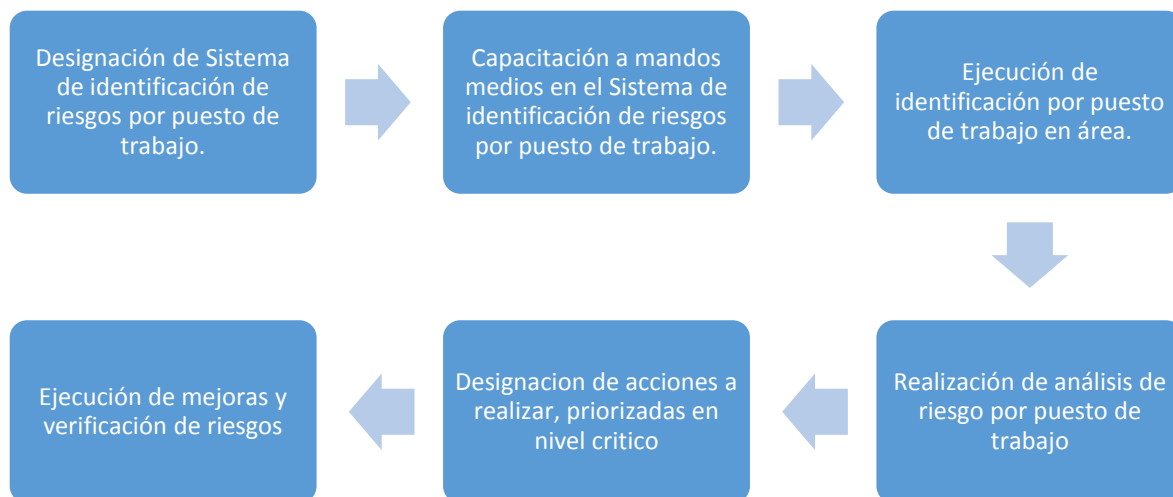 Designación de Sistema
de identificación de
riesgos por puesto de
trabajo.
Capacitación a mandos
medios en el Sistema de
identificación de riesgos
por puesto de trabajo.
Ejecución de
identificación por puesto
de trabajo en área.
Realización de análisis de
riesgo por puesto de
trabajo
Designacion de acciones a
realizar, priorizadas en
nivel critico
Ejecución de mejoras y
verificación de riesgos